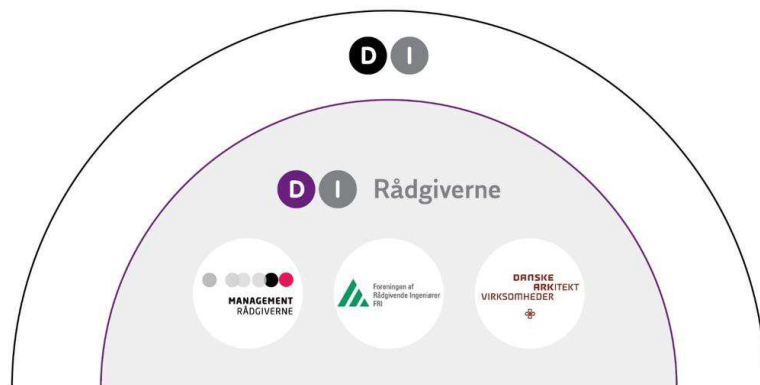 D I
D I Rådgiverne
MANAGEMENT
RÅDGIVERNE
Foreningen af
Rådgivende Ingeniører
FRI
DANSKE
ARKITEKT
VIRKSOMHEDER